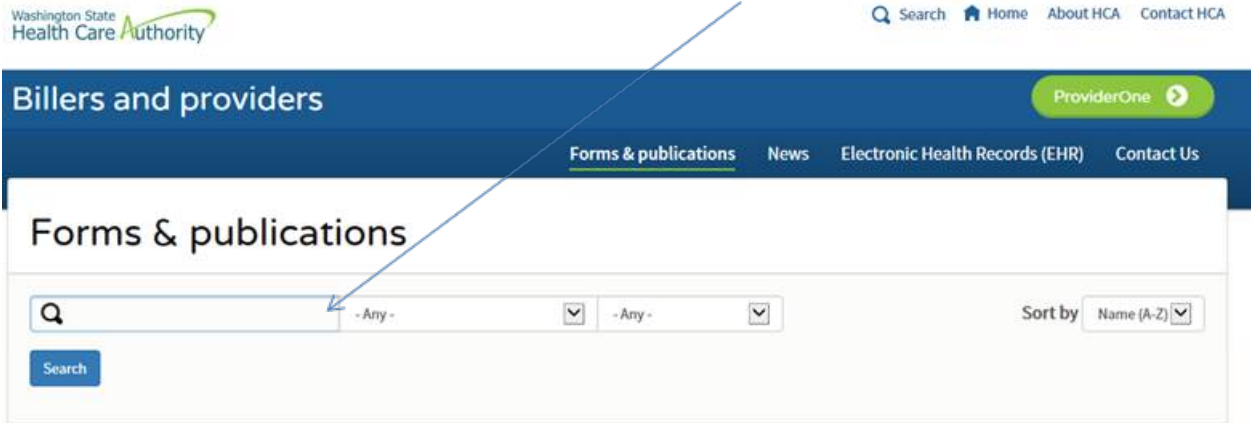 Washington State
Health Care Authority
Search Home About HCA Contact HCA
Billers and providers
ProviderOne
Forms & publications News Electronic Health Records (EHR) Contact Us
Forms & publications
- Any - - Any - Sort by Name (A-Z)
Search